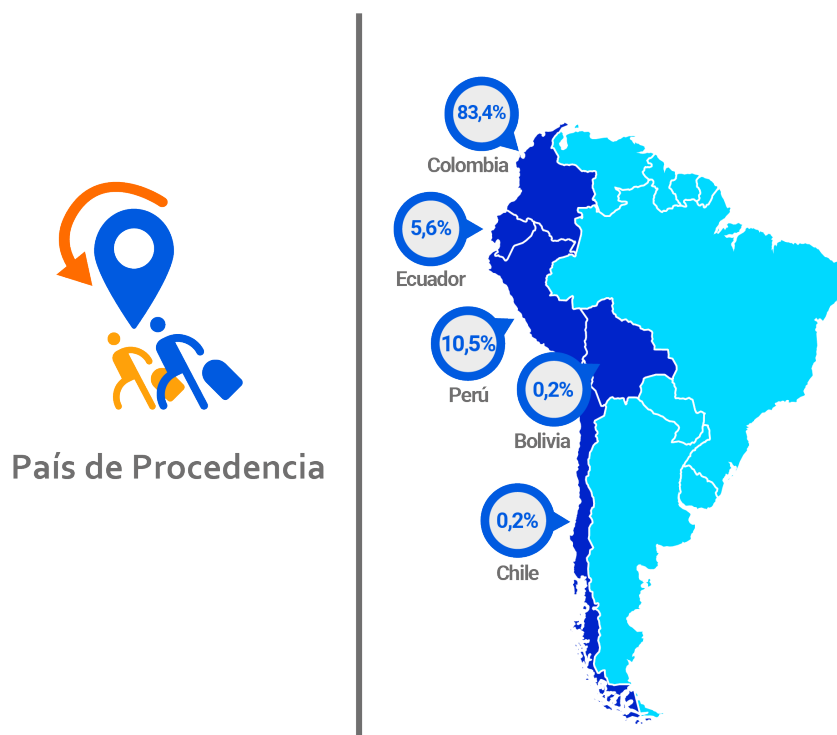 País de Procedencia
83,4%
Colombia
5,6%
Ecuador
10,5%
Perú
0,2%
Bolivia
0,2%
Chile